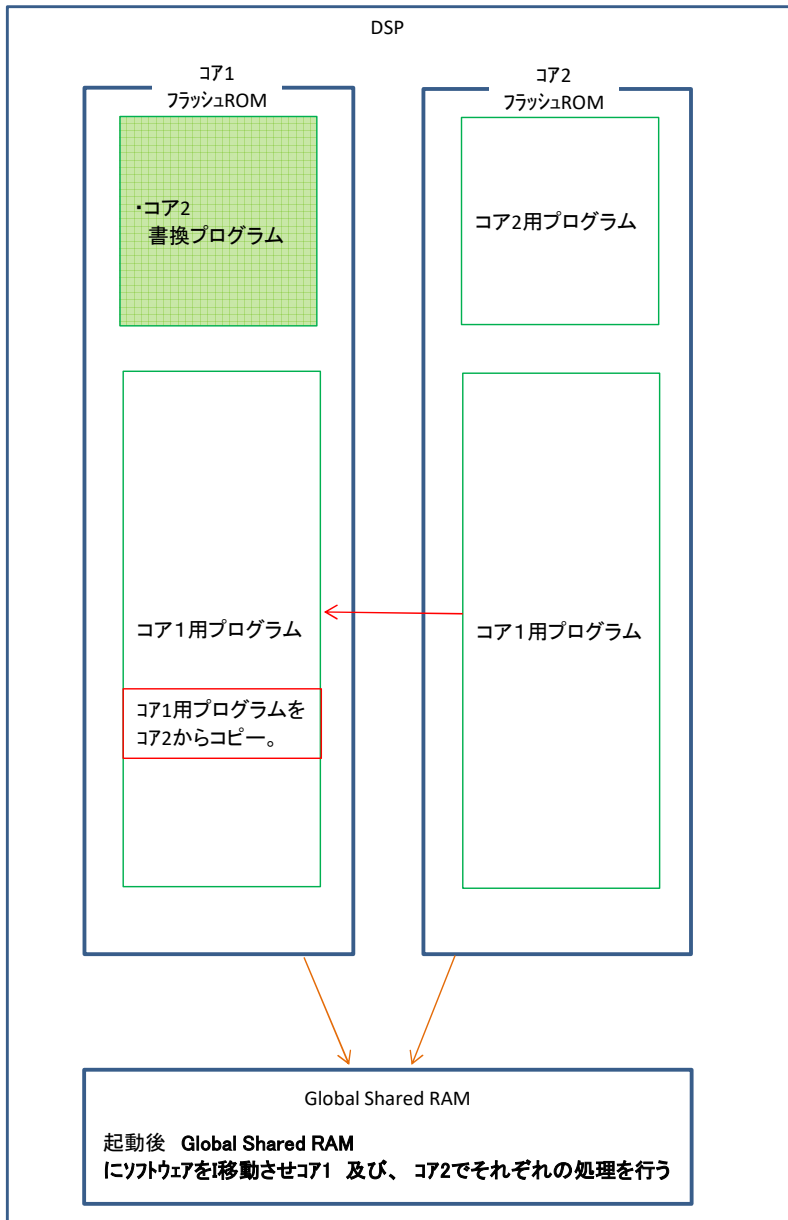 DSP
ｺｱ1
ﾌﾗｯｼｭROM
ｺｱ2
ﾌﾗｯｼｭROM
・コア2
書換プログラム
コア2用プログラム
コア１用プログラム
コア１用プログラム
ｺｱ1用プログラムを
ｺｱ2からコピー。
Global Shared RAM
起動後 Global Shared RAM
にｿﾌﾄｳｪｱをI移動させｺｱ1 及び、 ｺｱ2でそれぞれの処理を行う